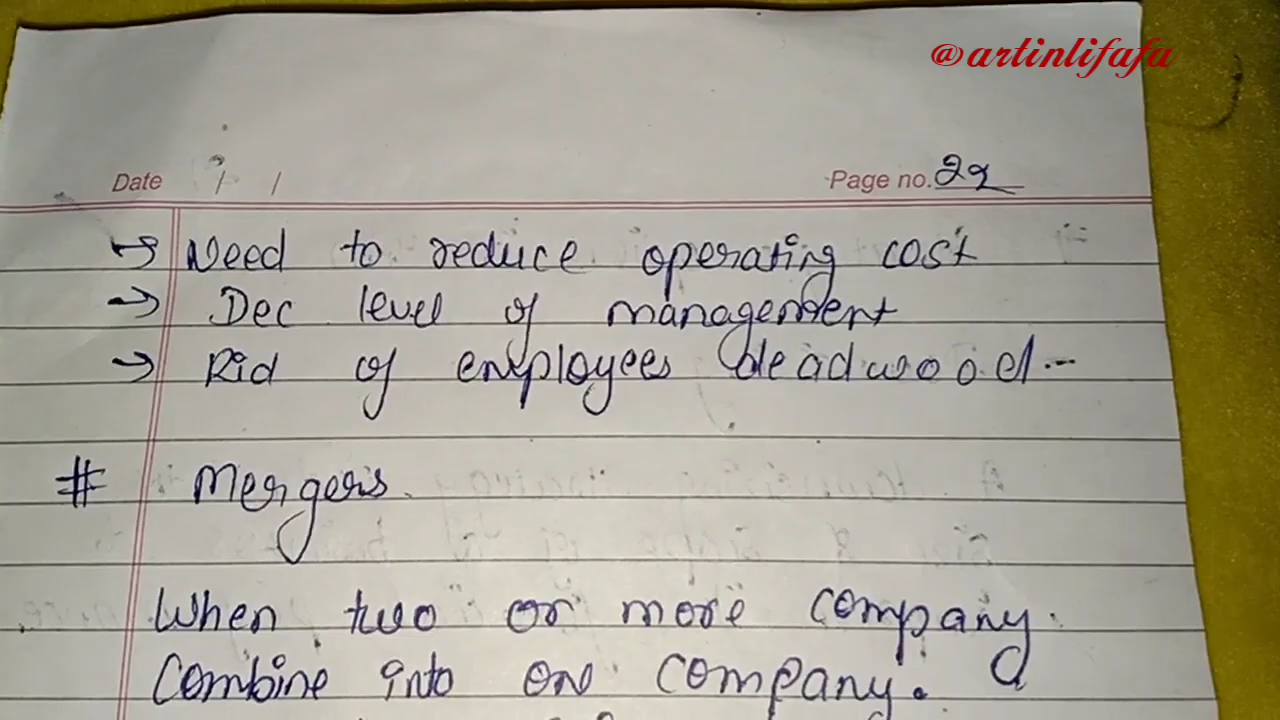 @artinlifafa
Date / /
Page no. 22
→ Need to reduce operating cost
→ Dec level of management
→ Rid of employees deadwood --
# Mergers.
When two or more company.
Combine into one company.